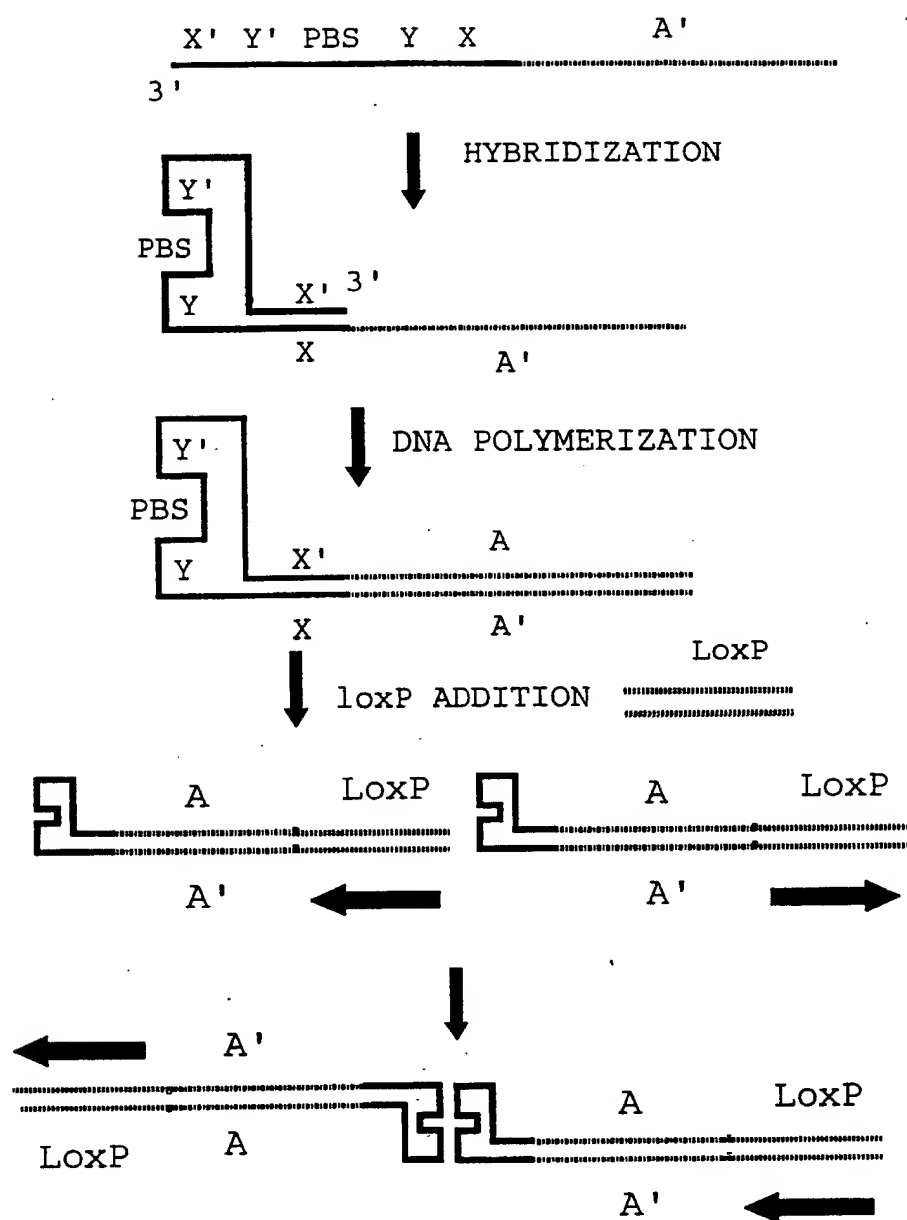 X' Y' PBS Y X A'
3'
HYBRIDIZATION
Y'
PBS
Y X' 3'
X A'
DNA POLYMERIZATION
Y'
PBS A
Y X'
X A'
LoxP
loxP ADDITION
A LoxP A LoxP
A' A'
A'
A LoxP
LoxP A
A'